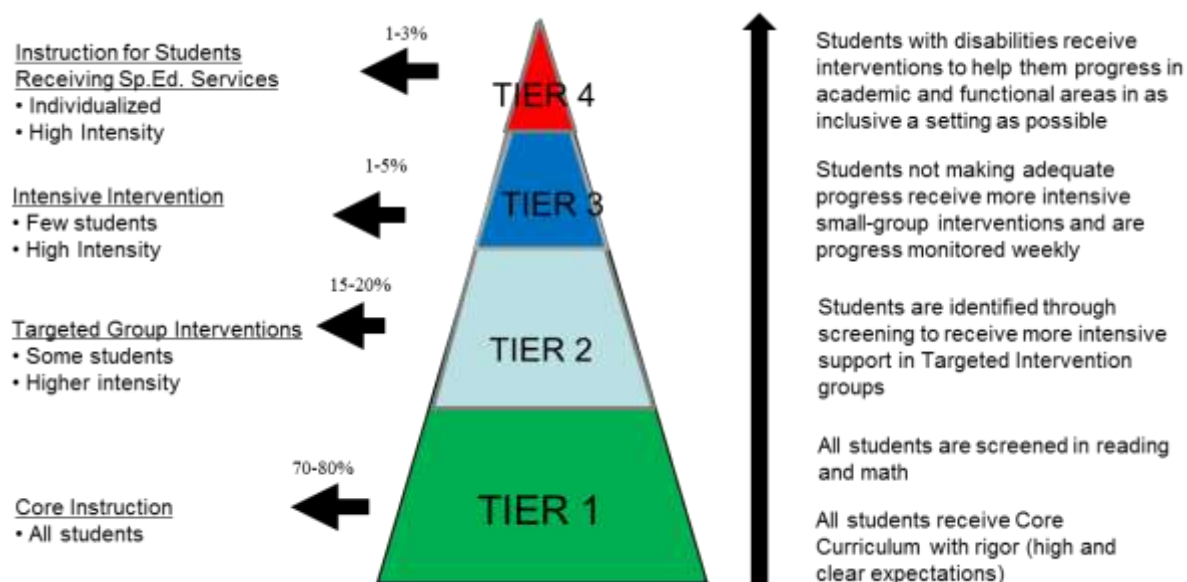 1-3%
Instruction for Students
Receiving Sp.Ed. Services
• Individualized
• High Intensity
TIER 4
Students with disabilities receive
interventions to help them progress in
academic and functional areas in as
inclusive a setting as possible
1-5%
Intensive Intervention
• Few students
• High Intensity
TIER 3
Students not making adequate
progress receive more intensive
small-group interventions and are
progress monitored weekly
15-20%
Targeted Group Interventions
• Some students
• Higher intensity
TIER 2
Students are identified through
screening to receive more intensive
support in Targeted Intervention
groups
70-80%
Core Instruction
• All students
TIER 1
All students are screened in reading
and math
All students receive Core
Curriculum with rigor (high and
clear expectations)